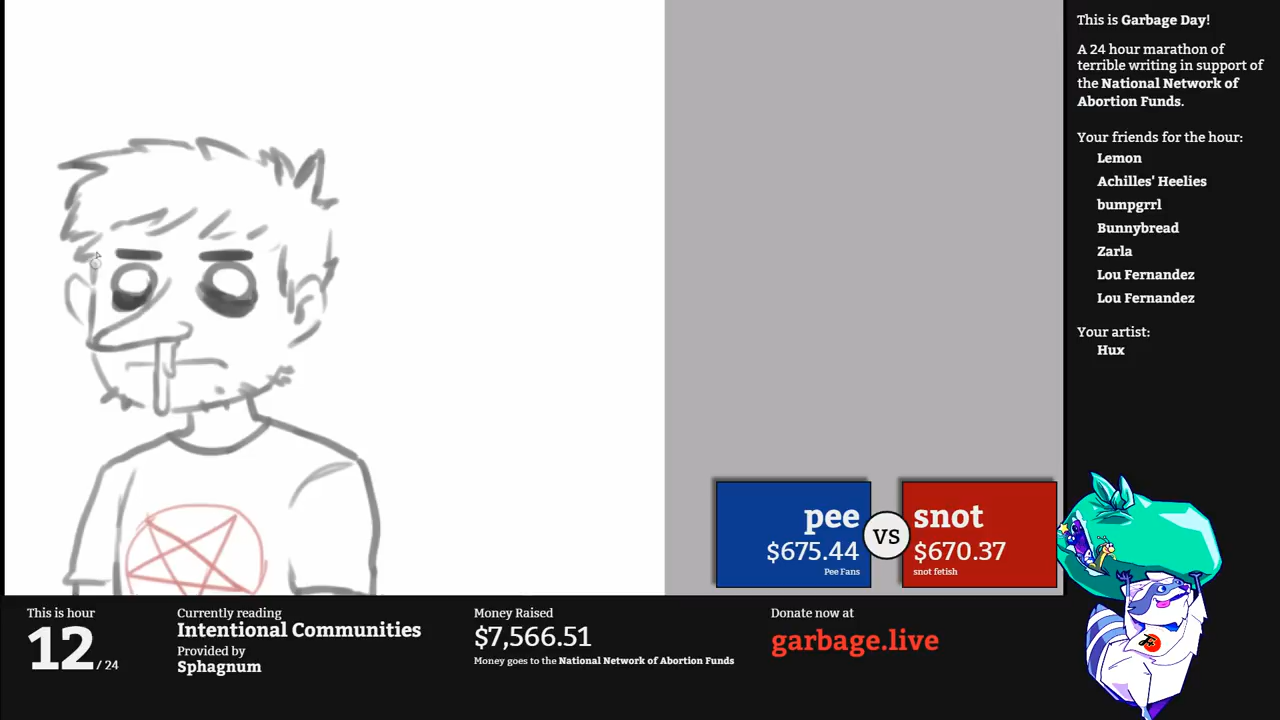 This is Garbage Day!
A 24 hour marathon of
terrible writing in support of
the National Network of
Abortion Funds.
Your friends for the hour:
Lemon
Achilles' Heelies
bumpgrrl
Bunnybread
Zarla
Lou Fernandez
Lou Fernandez
Your artist:
Hux
pee
$675.44
Pee Fans
VS
snot
$670.37
snot fetish
This is hour
12 / 24
Currently reading
Intentional Communities
Provided by
Sphagnum
Money Raised
$7,566.51
Money goes to the National Network of Abortion Funds
Donate now at
garbage.live